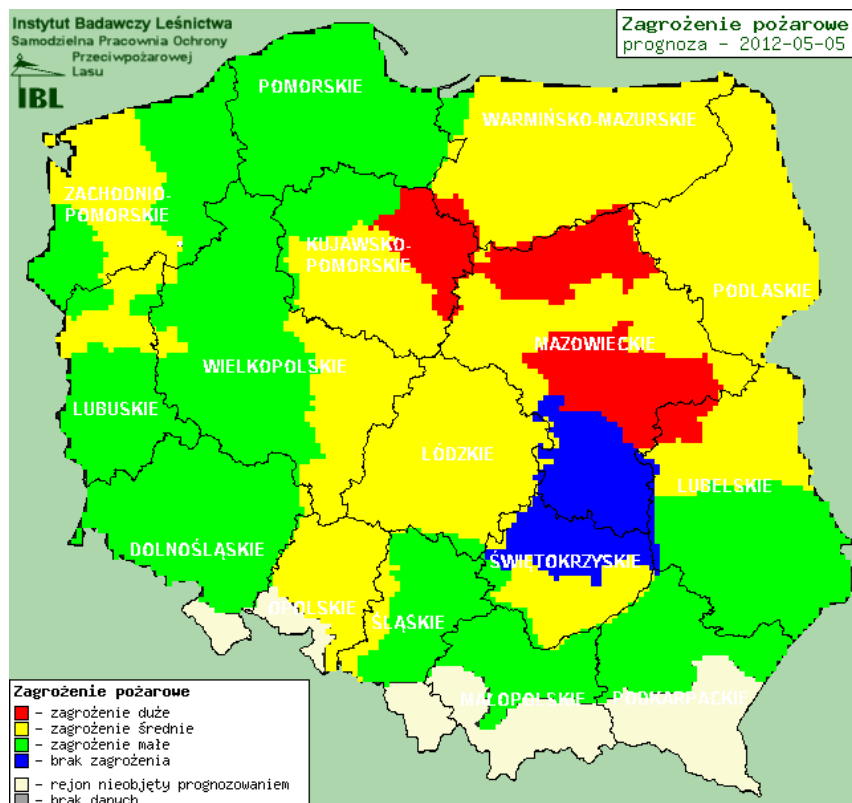 Instytut Badawczy Leśnictwa
Samodzielna Pracownia Ochrony
Przeciwpożarowej
Lasu
IBL
Zagrożenie pożarowe
prognoza - 2012-05-05
POMORSKIE
WARMIŃSKO-MAZURSKIE
ZACHODNIO-
POMORSKIE
KUJAWSKO-
POMORSKIE
PODLASKIE
MAZOWIECKIE
WIELKOPOLSKIE
LUBUSKIE
ŁÓDZKIE
LUBELSKIE
DOLNOŚLĄSKIE
ŚWIĘTOKRZYSKIE
OPOLSKIE
ŚLĄSKIE
MAŁOPOLSKIE
PODKARPACKIE
Zagrożenie pożarowe
- zagrożenie duże
- zagrożenie średnie
- zagrożenie małe
- brak zagrożenia
- rejon nieobjęty prognozowaniem
- brak danych